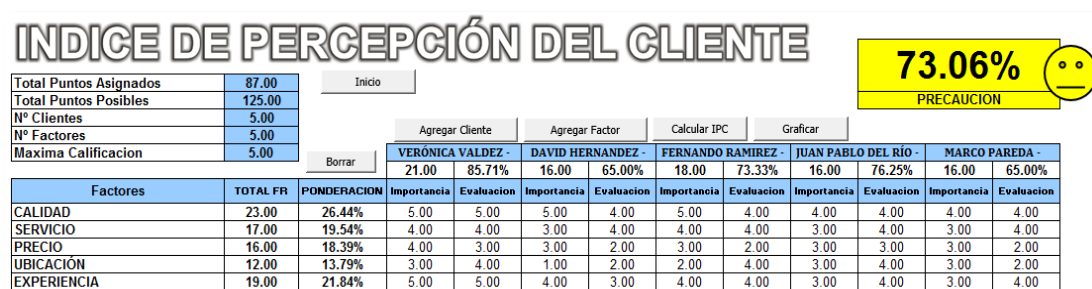 INDICE DE PERCEPCIÓN DEL CLIENTE
73.06%
PRECAUCION
Total Puntos Asignados 87.00
Total Puntos Posibles 125.00
Nº Clientes 5.00
Nº Factores 5.00
Maxima Calificacion 5.00
Inicio
Borrar
Agregar Cliente Agregar Factor Calcular IPC Graficar
VERÓNICA VALDEZ - DAVID HERNANDEZ - FERNANDO RAMIREZ - JUAN PABLO DEL RÍO - MARCO PAREDA -
21.00 85.71% 16.00 65.00% 18.00 73.33% 16.00 76.25% 16.00 65.00%
Factores TOTAL FR PONDERACION Importancia Evaluacion Importancia Evaluacion Importancia Evaluacion Importancia Evaluacion Importancia Evaluacion
CALIDAD 23.00 26.44% 5.00 5.00 5.00 4.00 5.00 4.00 4.00 4.00 4.00 4.00
SERVICIO 17.00 19.54% 4.00 4.00 3.00 4.00 4.00 4.00 3.00 4.00 3.00 4.00
PRECIO 16.00 18.39% 4.00 3.00 3.00 2.00 3.00 2.00 3.00 3.00 3.00 2.00
UBICACIÓN 12.00 13.79% 3.00 4.00 1.00 2.00 2.00 4.00 3.00 4.00 3.00 2.00
EXPERIENCIA 19.00 21.84% 5.00 5.00 4.00 3.00 4.00 4.00 3.00 4.00 3.00 4.00